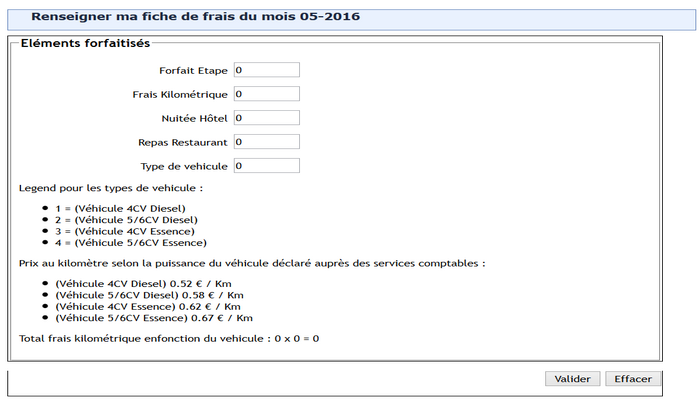 Renseigner ma fiche de frais du mois 05-2016
Eléments forfaitisés
Forfait Etape 0
Frais Kilométrique 0
Nuitée Hôtel 0
Repas Restaurant 0
Type de vehicule 0
Legend pour les types de vehicule :
1 = (Véhicule 4CV Diesel)
2 = (Véhicule 5/6CV Diesel)
3 = (Véhicule 4CV Essence)
4 = (Véhicule 5/6CV Essence)
Prix au kilomètre selon la puissance du véhicule déclaré auprès des services comptables :
(Véhicule 4CV Diesel) 0.52 € / Km
(Véhicule 5/6CV Diesel) 0.58 € / Km
(Véhicule 4CV Essence) 0.62 € / Km
(Véhicule 5/6CV Essence) 0.67 € / Km
Total frais kilométrique enfonction du vehicule : 0 x 0 = 0
Valider Effacer